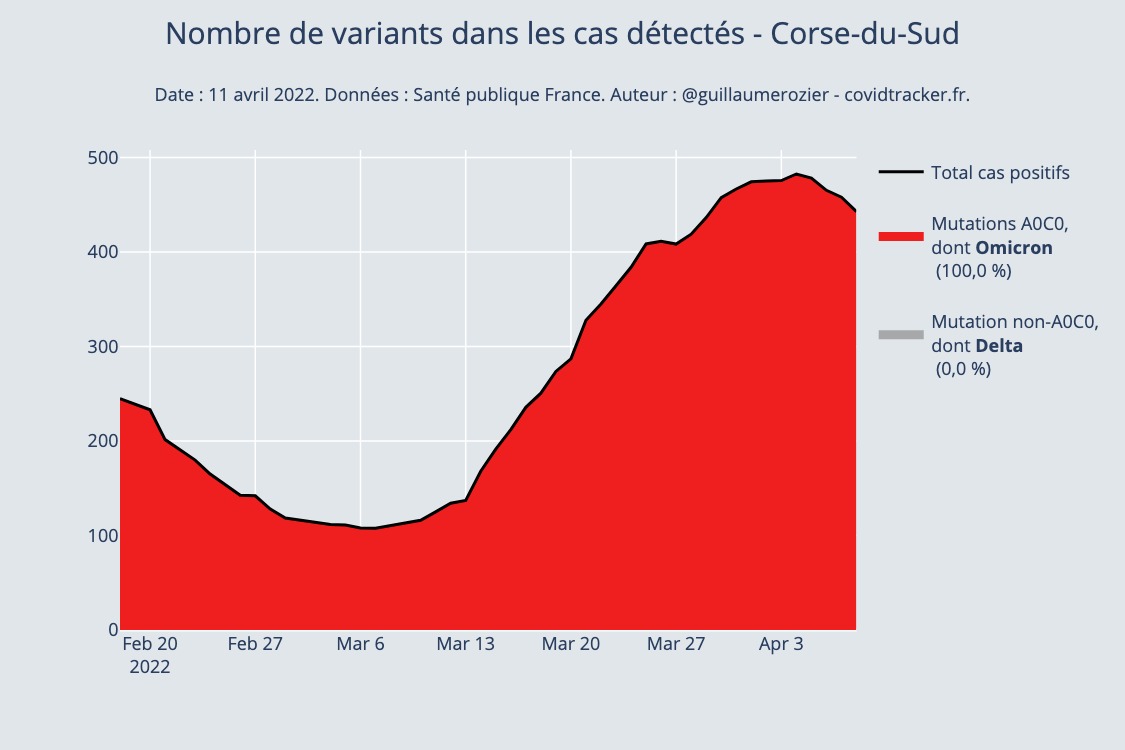 Nombre de variants dans les cas détectés - Corse-du-Sud
Date : 11 avril 2022. Données : Santé publique France. Auteur : @guillaumerozier - covidtracker.fr.
500
400
300
200
100
0
Feb 20
2022
Feb 27
Mar 6
Mar 13
Mar 20
Mar 27
Apr 3
Total cas positifs
Mutations A0C0,
dont Omicron
(100,0 %)
Mutation non-A0C0,
dont Delta
(0,0 %)